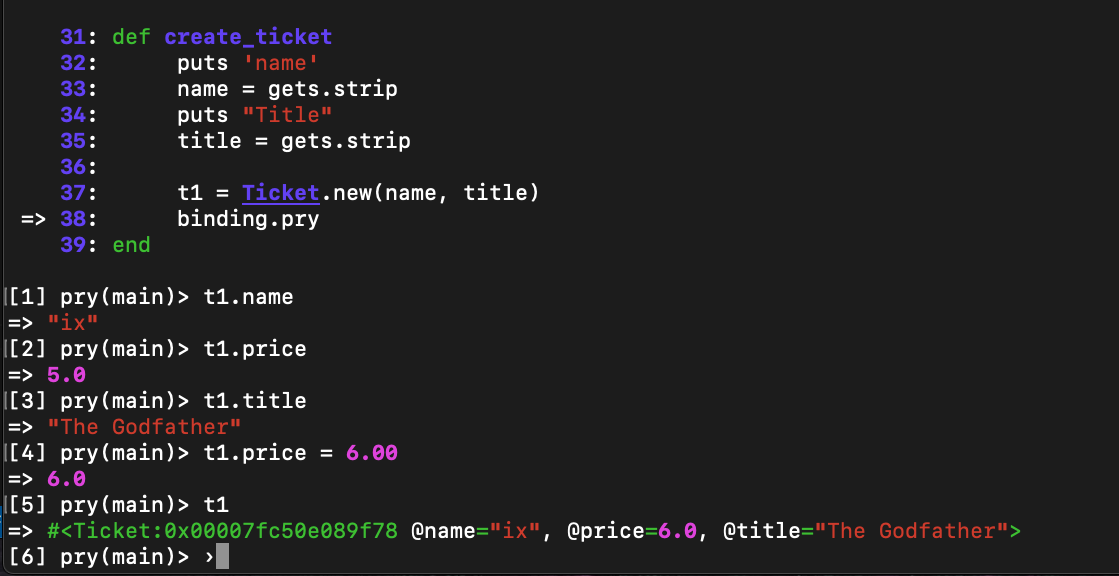 31: def create_ticket
32: puts 'name'
33: name = gets.strip
34: puts "Title"
35: title = gets.strip
36:
37: t1 = Ticket.new(name, title)
=> 38: binding.pry
39: end
[1] pry(main)> t1.name
=> "ix"
[2] pry(main)> t1.price
=> 5.0
[3] pry(main)> t1.title
=> "The Godfather"
[4] pry(main)> t1.price = 6.00
=> 6.0
[5] pry(main)> t1
=> #<Ticket:0x00007fc50e089f78 @name="ix", @price=6.0, @title="The Godfather">
[6] pry(main)> ›